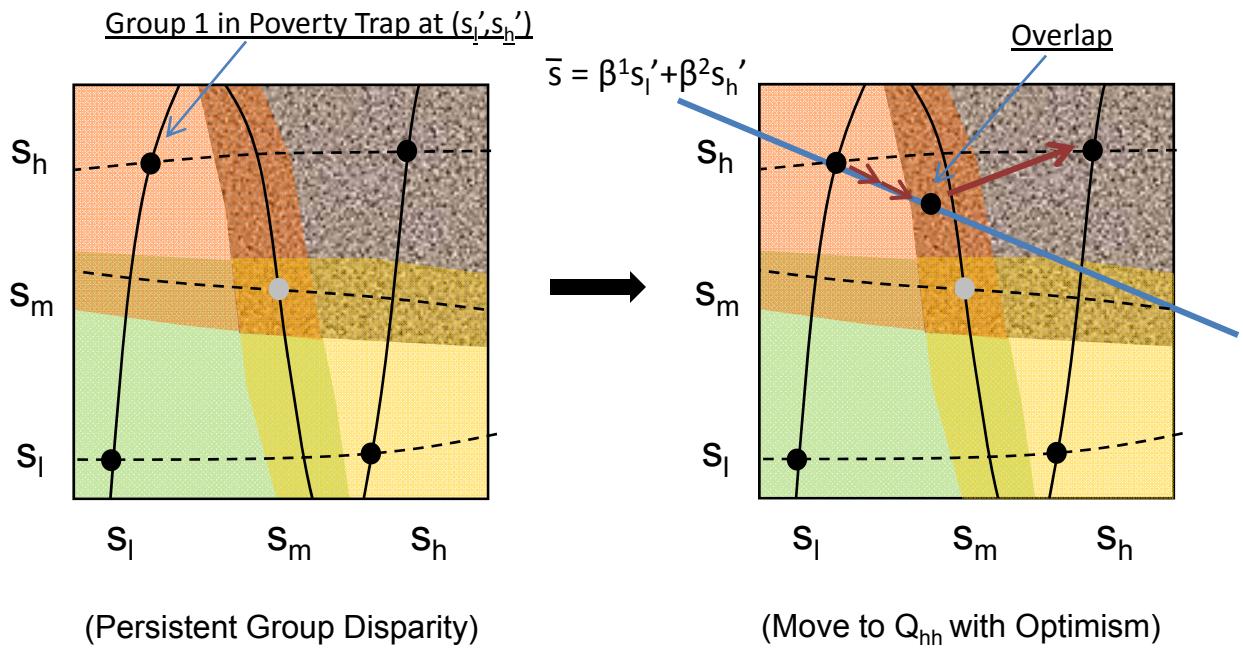 Group 1 in Poverty Trap at (sₗ’,sₕ’)
Overlap
s̅ = β¹sₗ’+β²sₕ’
sₕ
sₘ
sₗ
sₗ
sₘ
sₕ
sₕ
sₘ
sₗ
sₗ
sₘ
sₕ
(Persistent Group Disparity)
(Move to Qₕₕ with Optimism)